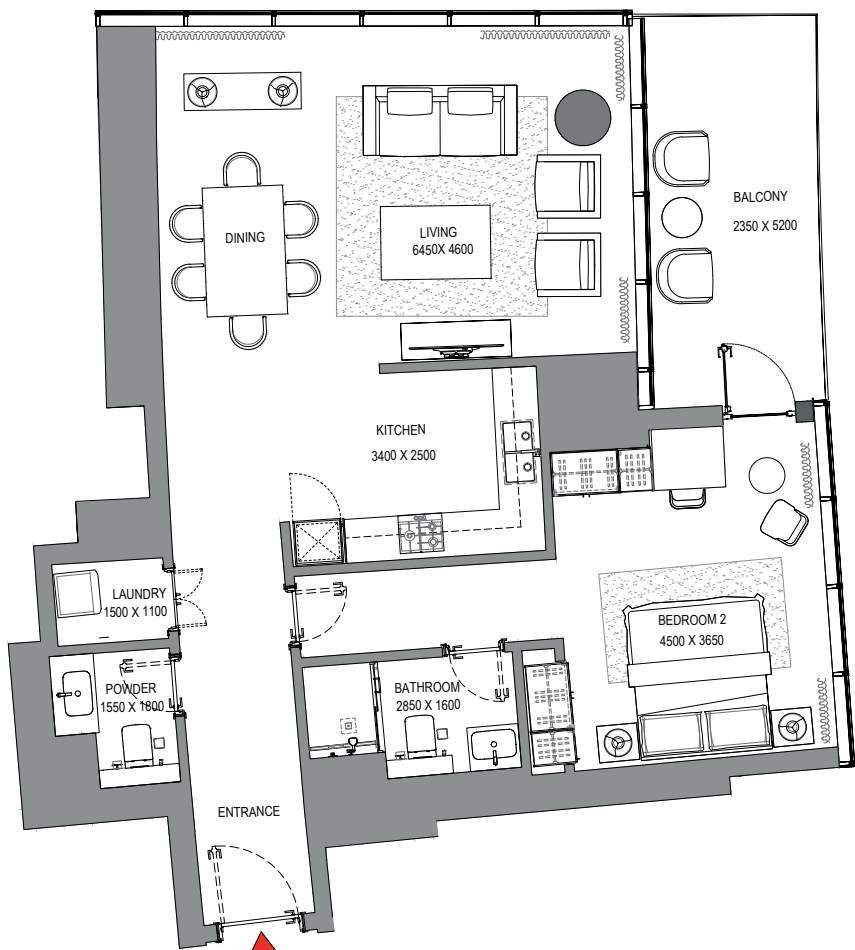 BALCONY
2350 X 5200
DINING
LIVING
6450X 4600
KITCHEN
3400 X 2500
LAUNDRY
1500 X 1100
BEDROOM 2
4500 X 3650
POWDER
1550 X 1800
BATHROOM
2850 X 1600
ENTRANCE